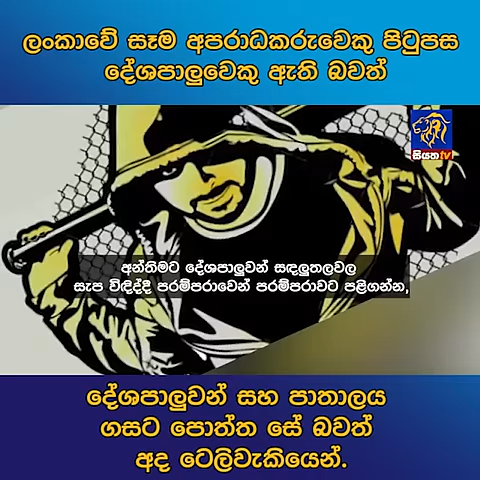 ලංකාවේ සෑම අපරාධකරුවෙකු පිටුපස
දේශපාලුවෙකු ඇති බවත්
සියත tv
අන්තිමට දේශපාලුවන් සඳලුතලවල
සැප විඳිද්දී පරම්පරාවෙන් පරම්පරාවට පළිගන්න,
දේශපාලුවන් සහ පාතාලය
ගසට පොත්ත සේ බවත්
අද ටෙලිවැකියෙන්.